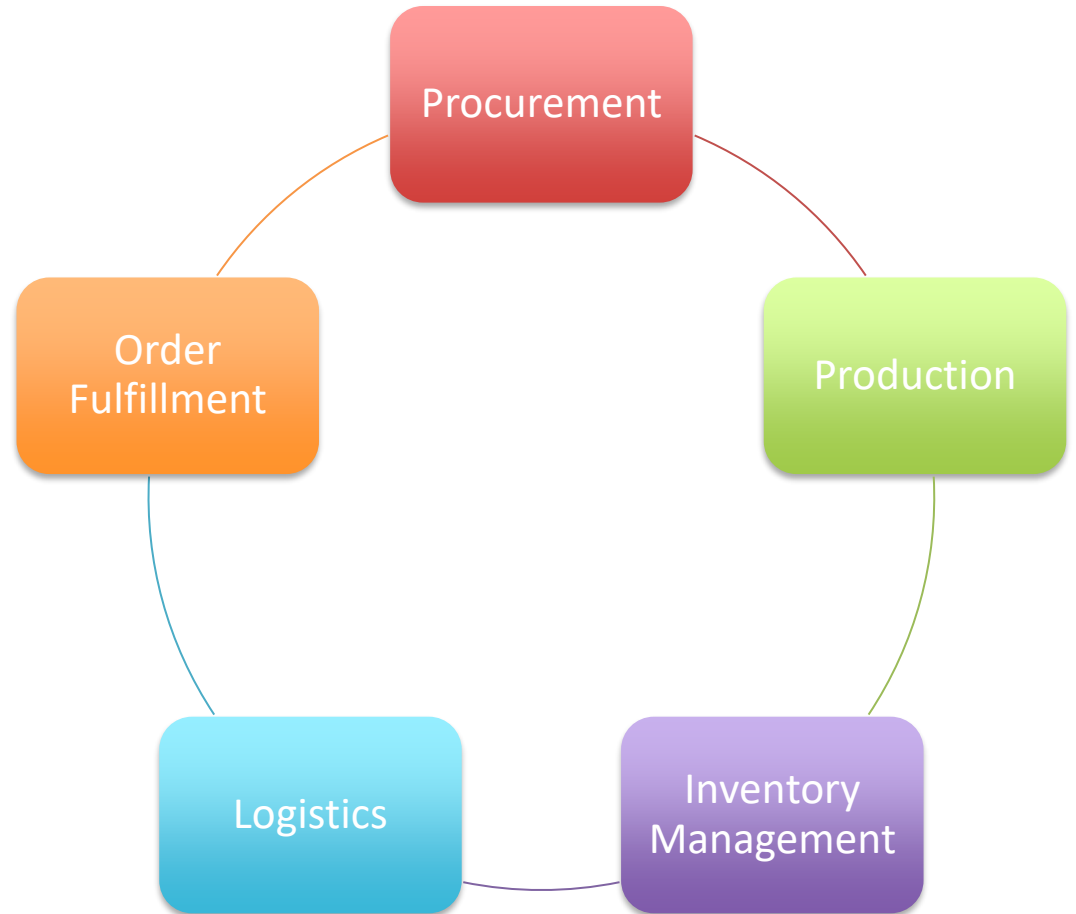 Procurement
Production
Inventory
Management
Logistics
Order
Fulfillment